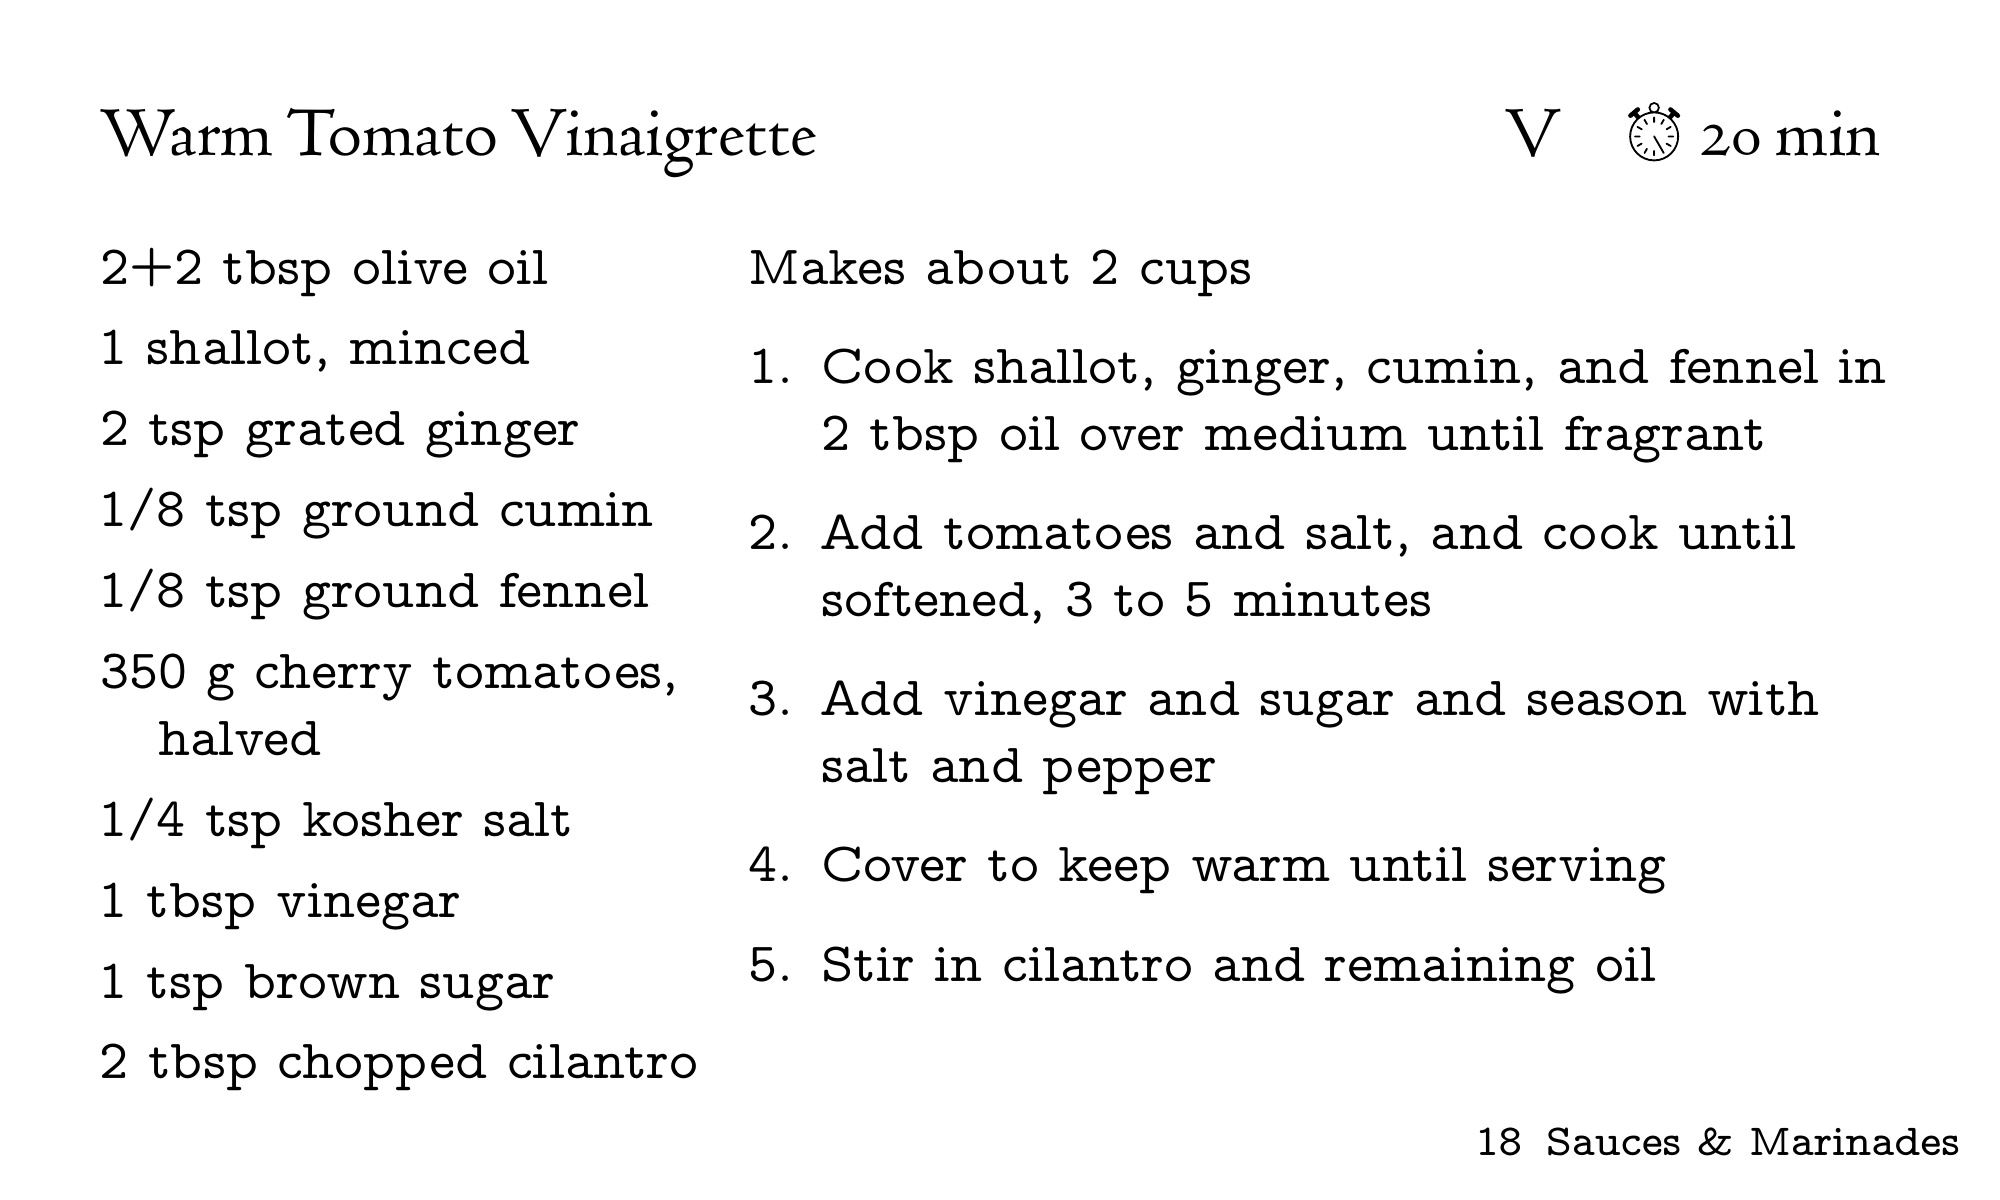 Warm Tomato Vinaigrette
V 20 min
2+2 tbsp olive oil
1 shallot, minced
2 tsp grated ginger
1/8 tsp ground cumin
1/8 tsp ground fennel
350 g cherry tomatoes,
halved
1/4 tsp kosher salt
1 tbsp vinegar
1 tsp brown sugar
2 tbsp chopped cilantro
Makes about 2 cups
1. Cook shallot, ginger, cumin, and fennel in
2 tbsp oil over medium until fragrant
2. Add tomatoes and salt, and cook until
softened, 3 to 5 minutes
3. Add vinegar and sugar and season with
salt and pepper
4. Cover to keep warm until serving
5. Stir in cilantro and remaining oil
18 Sauces & Marinades